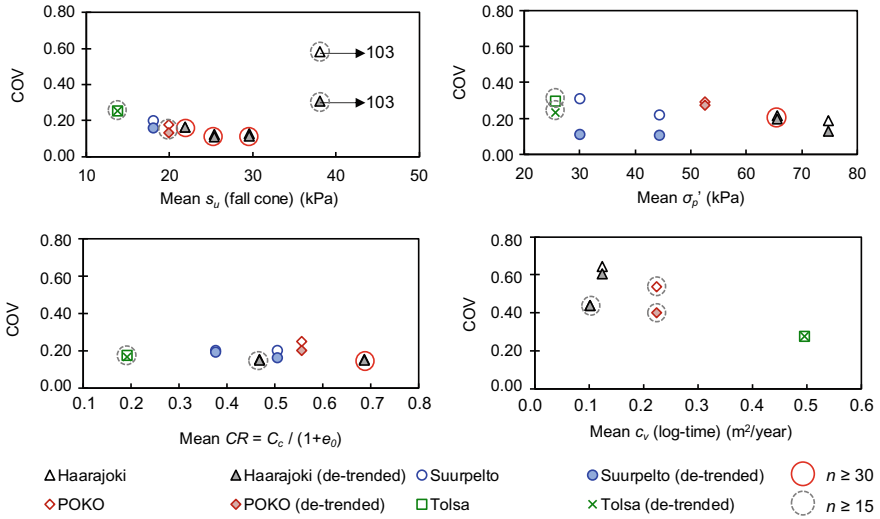 COV
0.80
0.60
0.40
0.20
0.00
103
103
10 20 30 40 50
Mean s_u (fall cone) (kPa)
COV
0.80
0.60
0.40
0.20
0.00
20 30 40 50 60 70 80
Mean σ_p' (kPa)
COV
0.80
0.60
0.40
0.20
0.00
0.1 0.2 0.3 0.4 0.5 0.6 0.7 0.8
Mean CR = C_c / (1+e_0)
COV
0.80
0.60
0.40
0.20
0.00
0.0 0.1 0.2 0.3 0.4 0.5 0.6
Mean c_v (log-time) (m²/year)
Haarajoki Haarajoki (de-trended) Suurpelto Suurpelto (de-trended) n ≥ 30
POKO POKO (de-trended) Tolsa Tolsa (de-trended) n ≥ 15